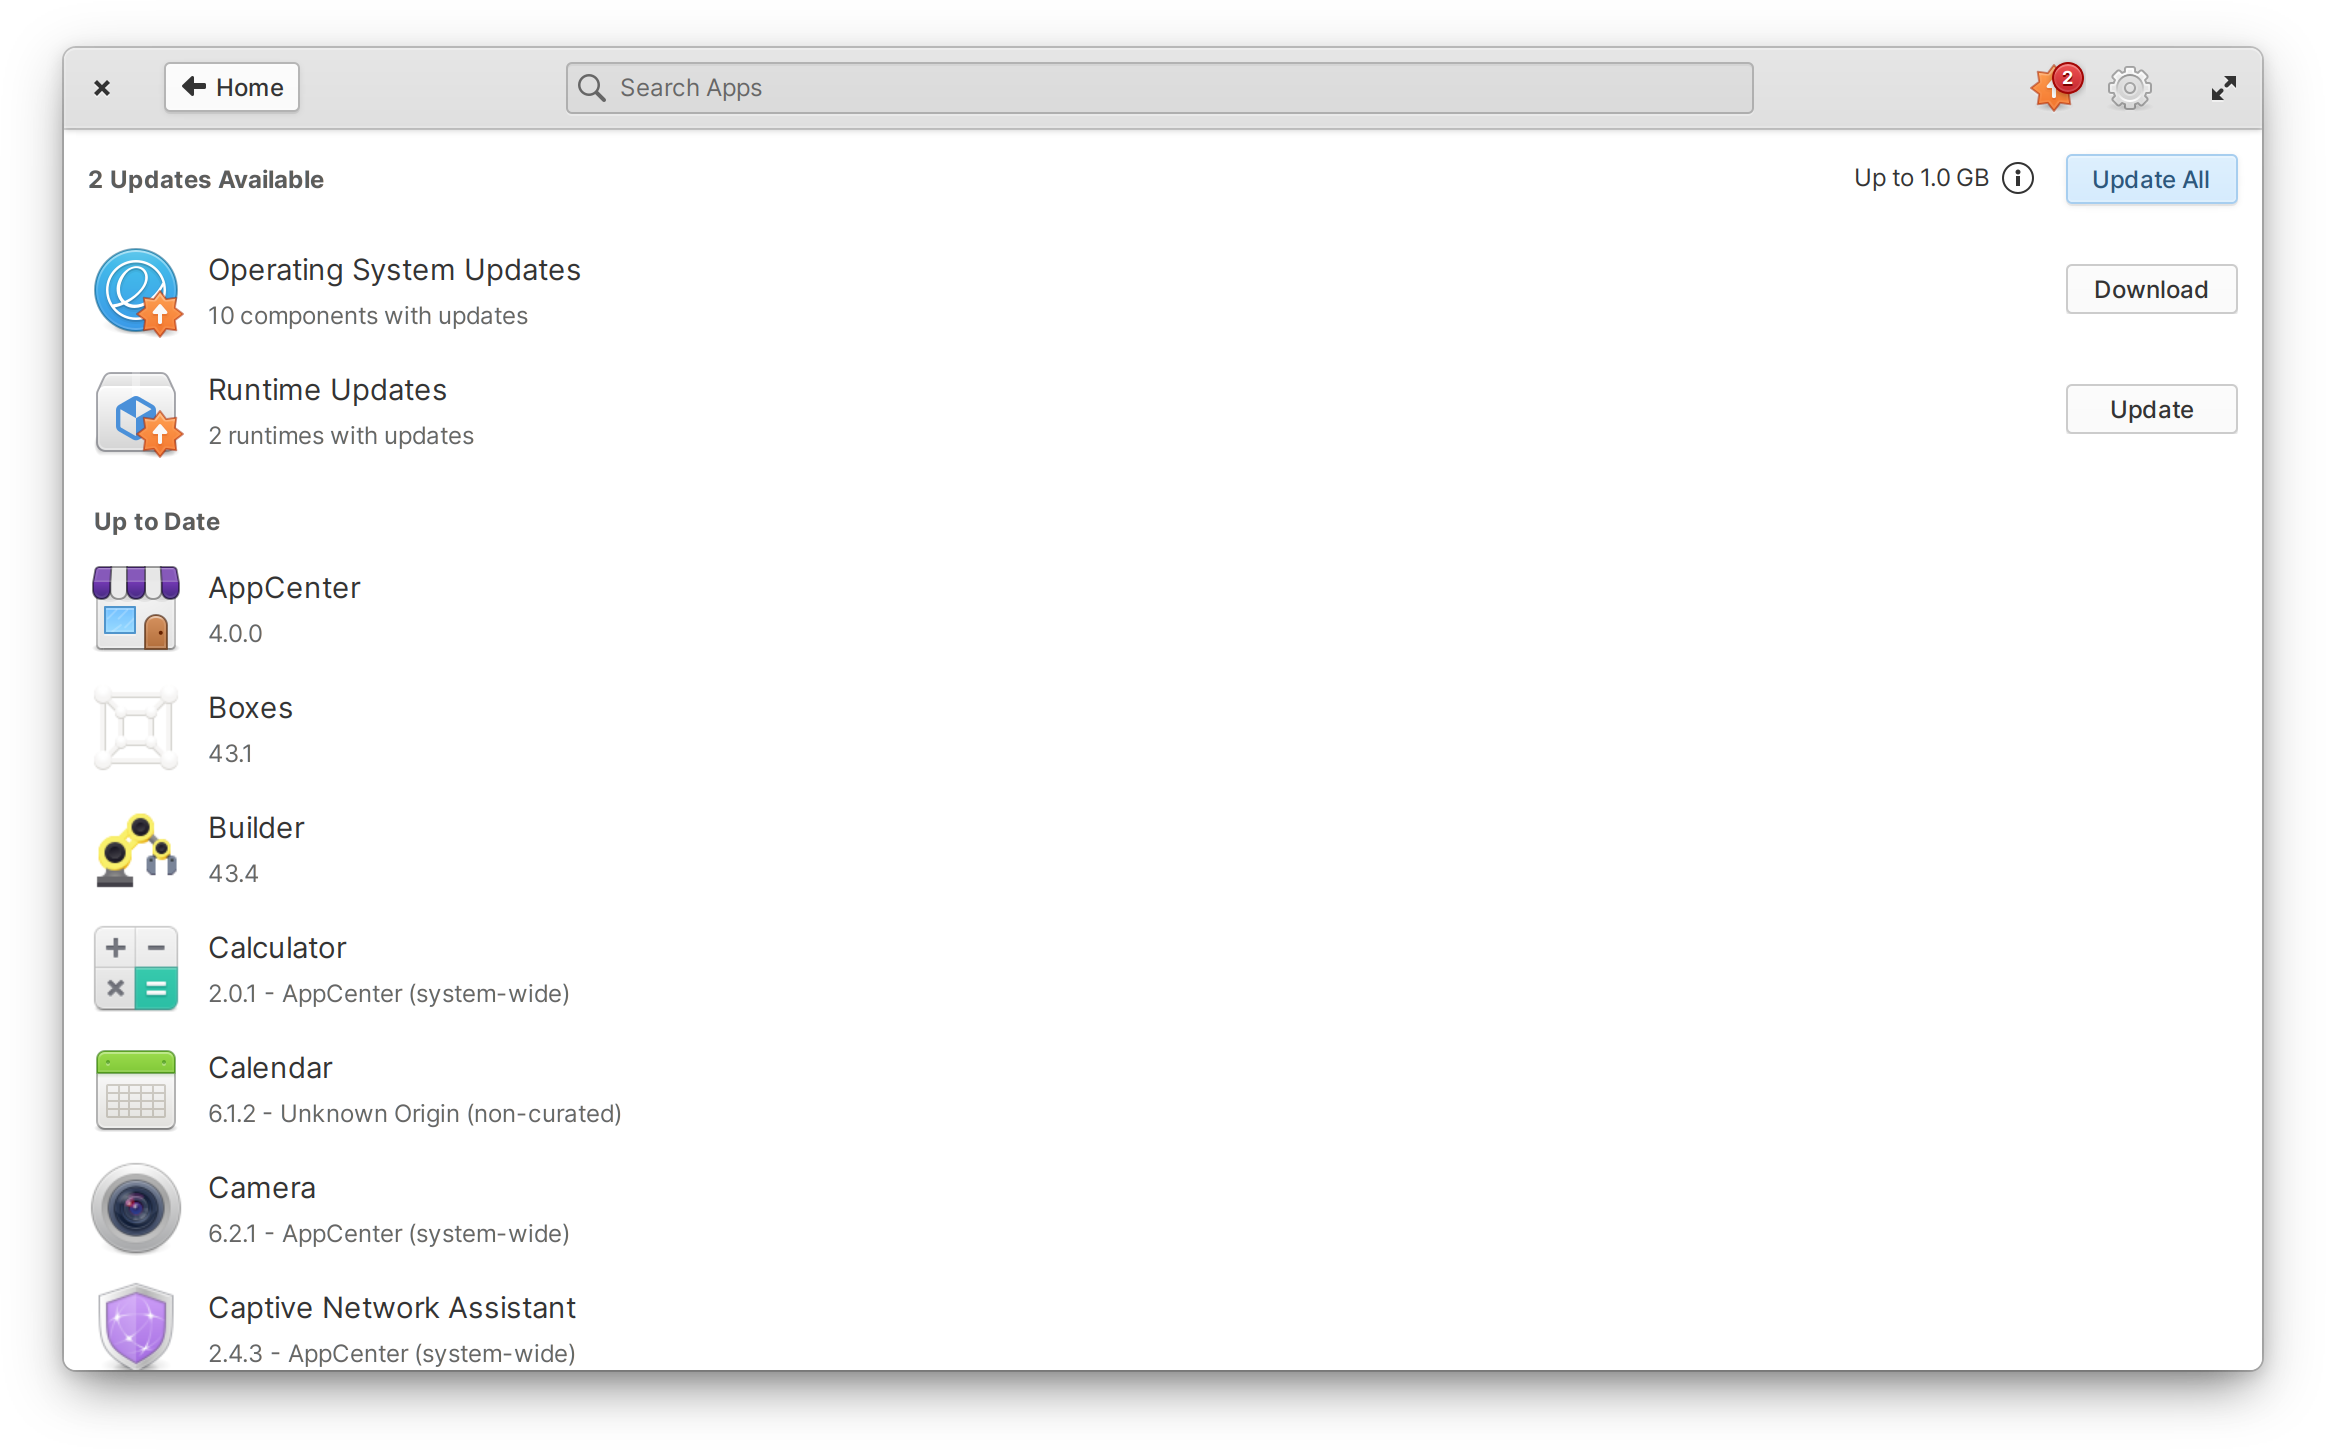 Home
Search Apps
2
2 Updates Available
Up to 1.0 GB
Update All
Operating System Updates
10 components with updates
Download
Runtime Updates
2 runtimes with updates
Update
Up to Date
AppCenter
4.0.0
Boxes
43.1
Builder
43.4
Calculator
2.0.1 - AppCenter (system-wide)
Calendar
6.1.2 - Unknown Origin (non-curated)
Camera
6.2.1 - AppCenter (system-wide)
Captive Network Assistant
2.4.3 - AppCenter (system-wide)